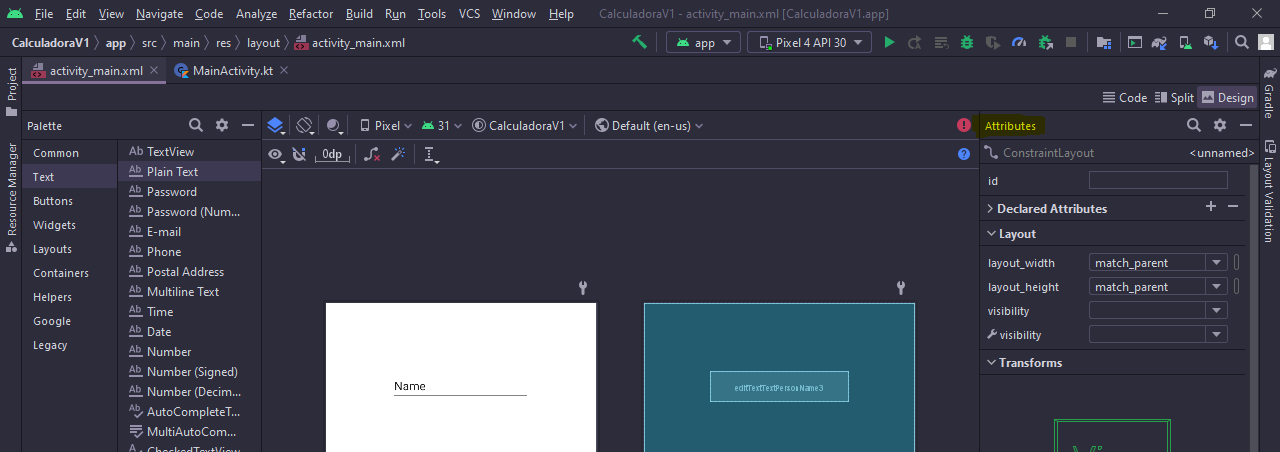 File Edit View Navigate Code Analyze Refactor Build Run Tools VCS Window Help CalculadoraV1 - activity_main.xml [CalculadoraV1.app]
CalculadoraV1 app src main res layout activity_main.xml app Pixel 4 API 30
activity_main.xml MainActivity.kt
Code Split Design
Project
Resource Manager
Palette
Common
Text
Buttons
Widgets
Layouts
Containers
Helpers
Google
Legacy
Ab TextView
Ab Plain Text
Ab Password
Ab Password (Num...
Ab E-mail
Ab Phone
Ab Postal Address
Ab Multiline Text
Ab Time
Ab Date
Ab Number
Ab Number (Signed)
Ab Number (Decim...
Ab AutoCompleteT...
MultiAutoCom...
CheckedTextView
Pixel 31 CalculadoraV1 Default (en-us)
0dp
Name
editTextTextPersonName3
Attributes
ConstraintLayout <unnamed>
id
Declared Attributes
Layout
layout_width match_parent
layout_height match_parent
visibility
visibility
Transforms
Gradle
Layout Validation